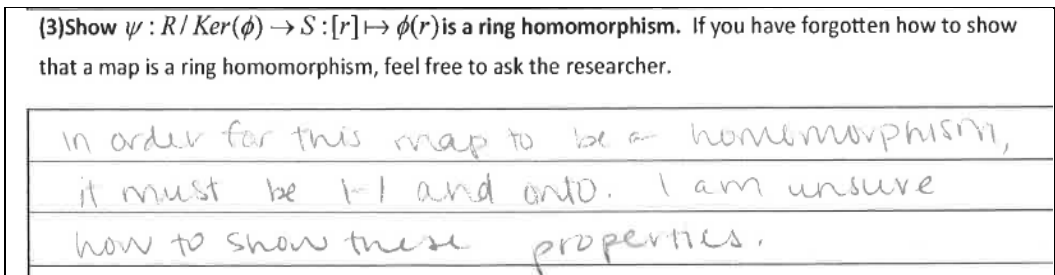 (3)Show ψ : R / Ker(ϕ) → S : [r] ↦ ϕ(r) is a ring homomorphism. If you have forgotten how to show
that a map is a ring homomorphism, feel free to ask the researcher.
In order for this map to be a homomorphism,
it must be 1-1 and onto. I am unsure
how to show these properties.